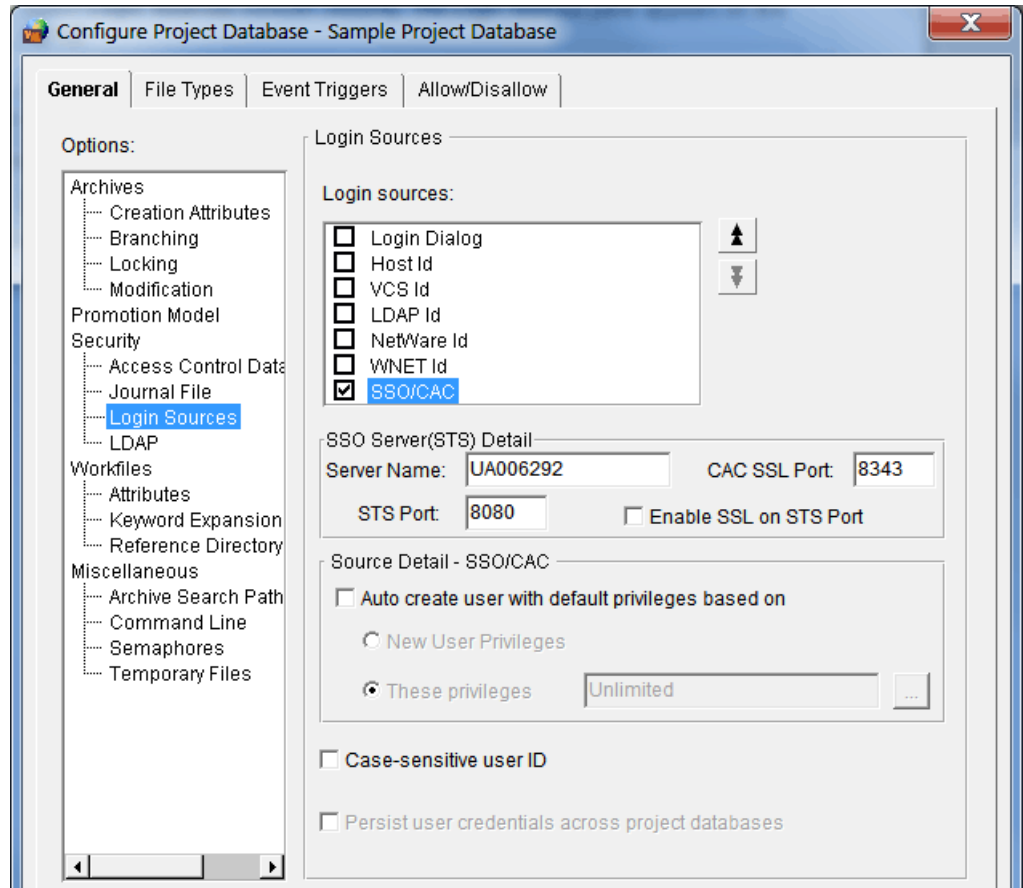 Configure Project Database - Sample Project Database
General File Types Event Triggers Allow/Disallow
Options:
Archives
Creation Attributes
Branching
Locking
Modification
Promotion Model
Security
Access Control Data
Journal File
Login Sources
LDAP
Workfiles
Attributes
Keyword Expansion
Reference Directory
Miscellaneous
Archive Search Path
Command Line
Semaphores
Temporary Files
Login Sources
Login sources:
Login Dialog
Host Id
VCS Id
LDAP Id
NetWare Id
WNET Id
SSO/CAC
SSO Server(STS) Detail
Server Name: UA006292 CAC SSL Port: 8343
STS Port: 8080 Enable SSL on STS Port
Source Detail - SSO/CAC
Auto create user with default privileges based on
New User Privileges
These privileges Unlimited ...
Case-sensitive user ID
Persist user credentials across project databases